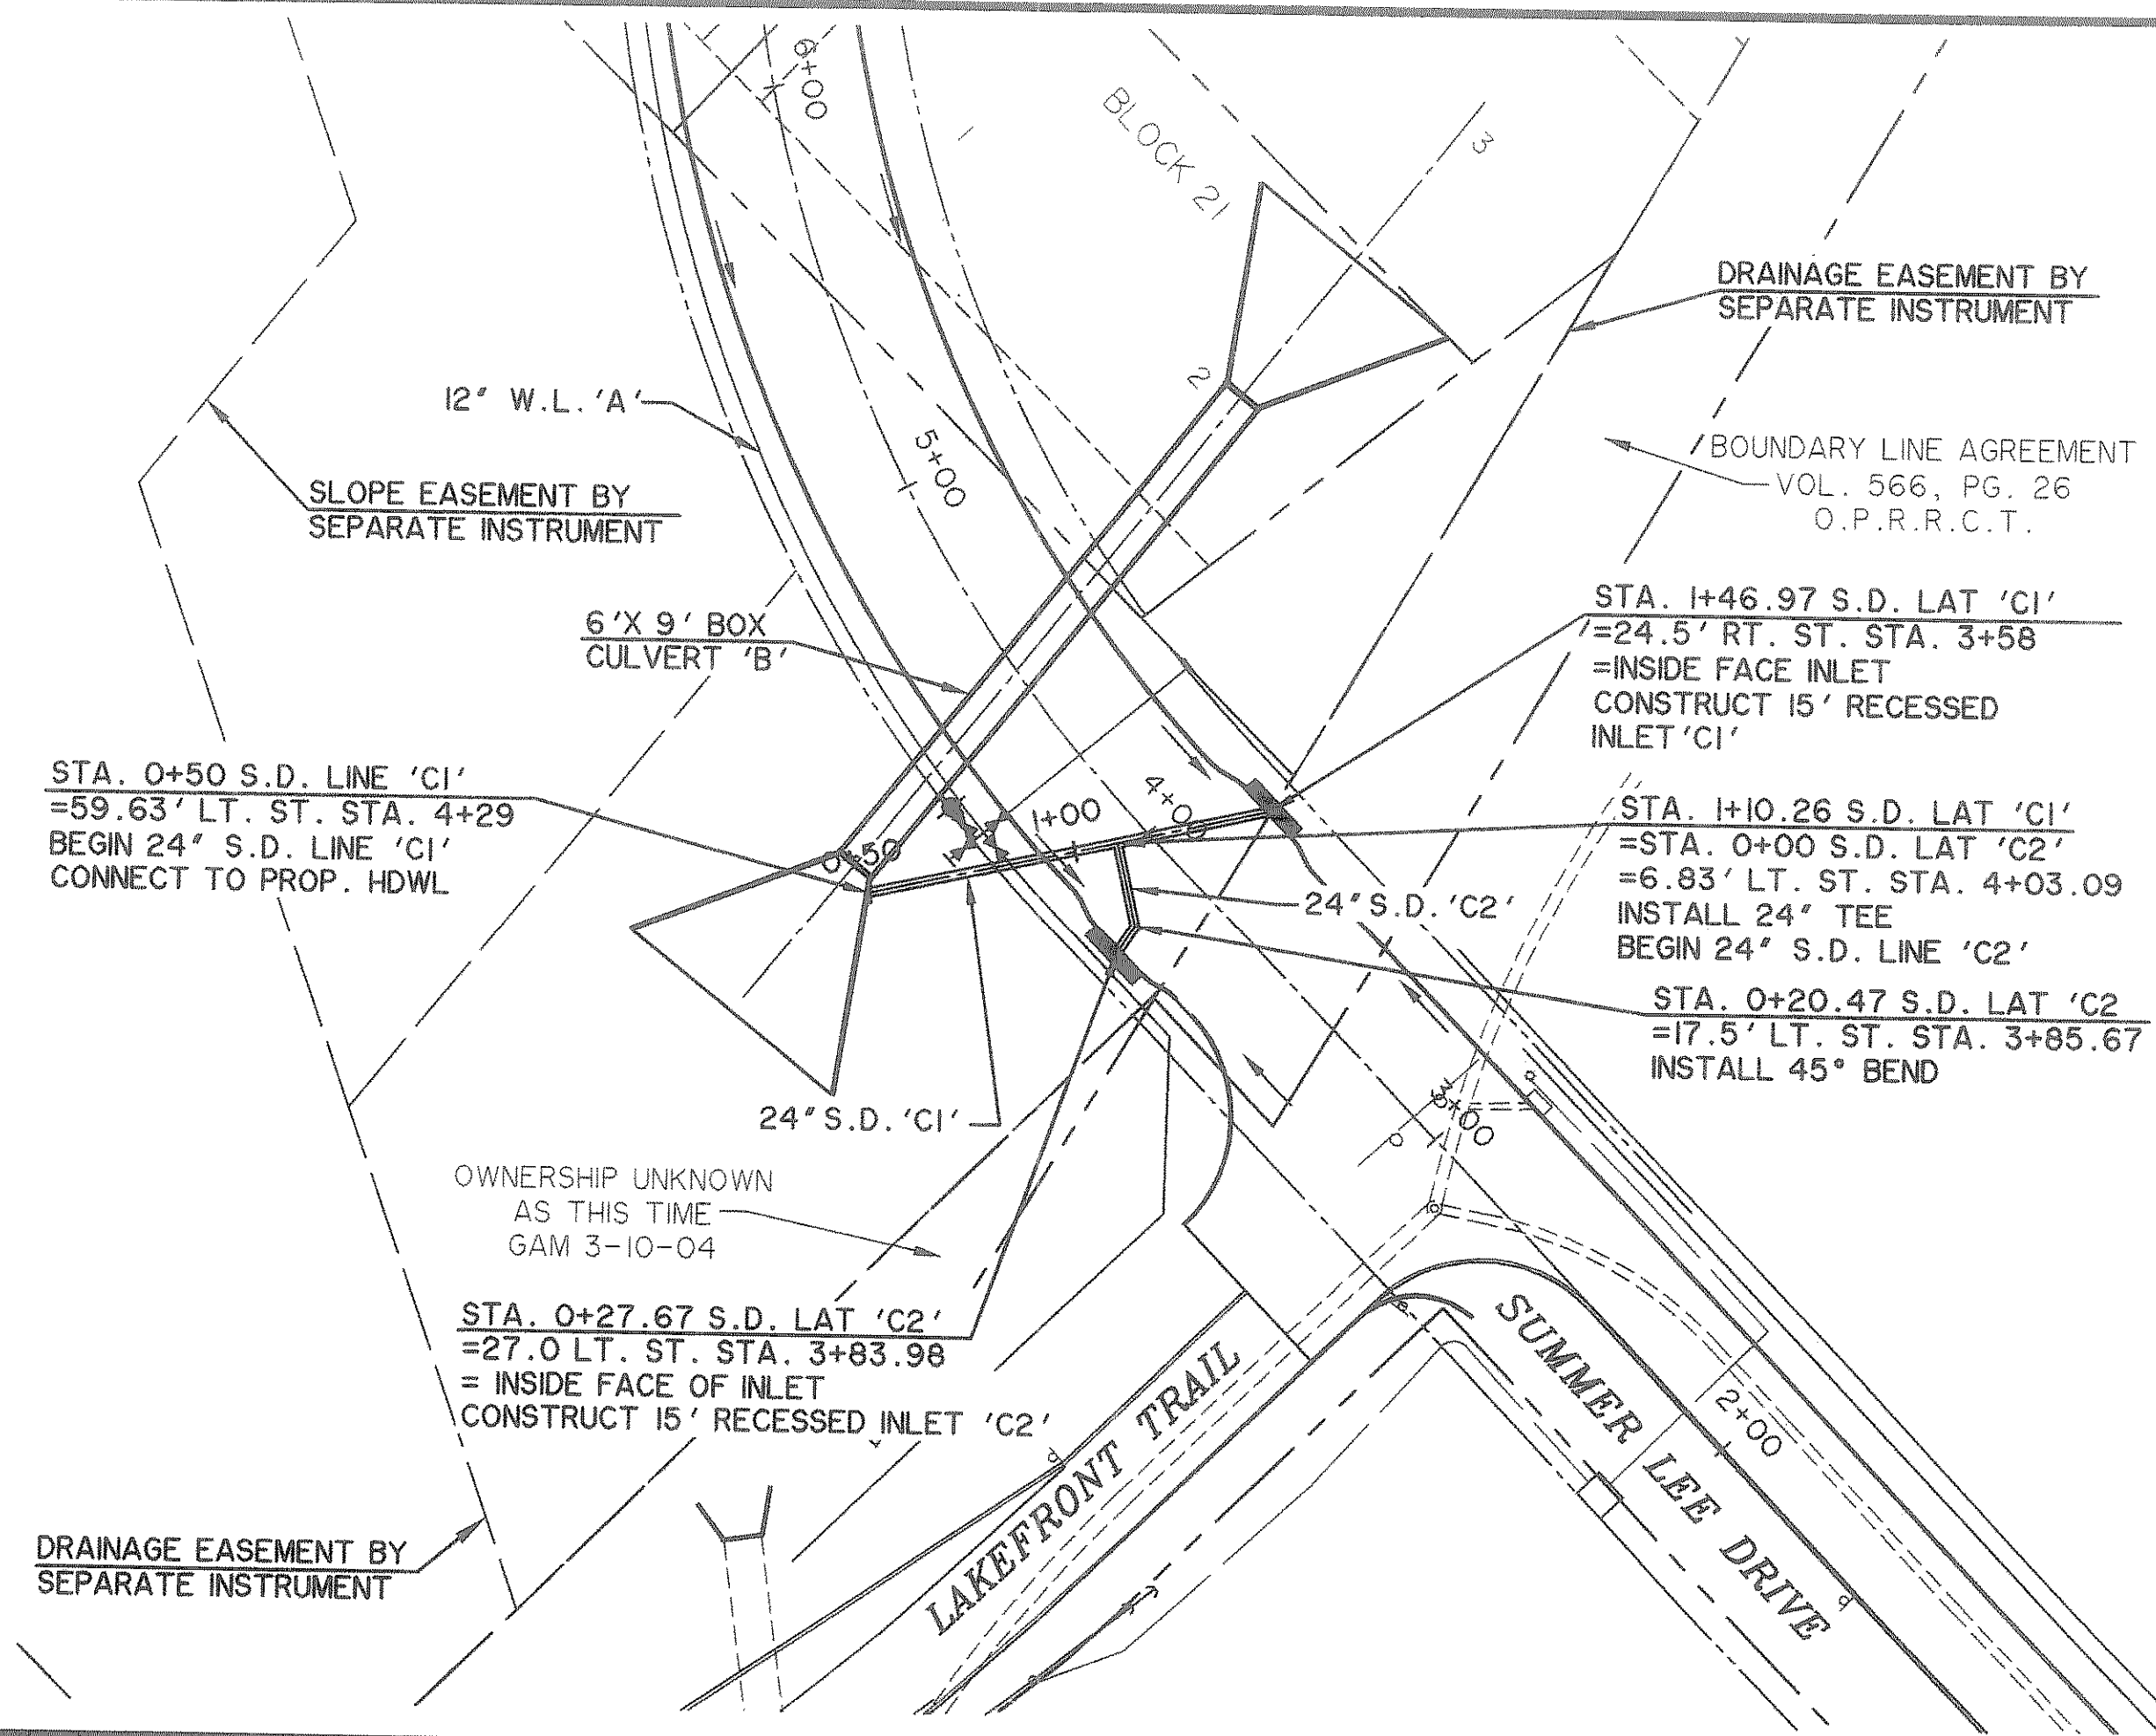 6+00
1
BLOCK 21
3
DRAINAGE EASEMENT BY
SEPARATE INSTRUMENT
2
12" W.L. 'A'
5+00
BOUNDARY LINE AGREEMENT
VOL. 566, PG. 26
O.P.R.R.C.T.
SLOPE EASEMENT BY
SEPARATE INSTRUMENT
6'X 9' BOX
CULVERT 'B'
STA. 1+46.97 S.D. LAT 'C1'
=24.5' RT. ST. STA. 3+58
=INSIDE FACE INLET
CONSTRUCT 15' RECESSED
INLET 'C1'
STA. 0+50 S.D. LINE 'C1'
=59.63' LT. ST. STA. 4+29
BEGIN 24" S.D. LINE 'C1'
CONNECT TO PROP. HDWL
0+50
1+00
4+00
STA. 1+10.26 S.D. LAT 'C1'
=STA. 0+00 S.D. LAT 'C2'
=6.83' LT. ST. STA. 4+03.09
INSTALL 24" TEE
BEGIN 24" S.D. LINE 'C2'
24" S.D. 'C2'
STA. 0+20.47 S.D. LAT 'C2
=17.5' LT. ST. STA. 3+85.67
INSTALL 45° BEND
24" S.D. 'C1'
3+00
OWNERSHIP UNKNOWN
AS THIS TIME
GAM 3-10-04
STA. 0+27.67 S.D. LAT 'C2'
=27.0 LT. ST. STA. 3+83.98
= INSIDE FACE OF INLET
CONSTRUCT 15' RECESSED INLET 'C2'
LAKEFRONT TRAIL
SUMMER LEE DRIVE
2+00
DRAINAGE EASEMENT BY
SEPARATE INSTRUMENT